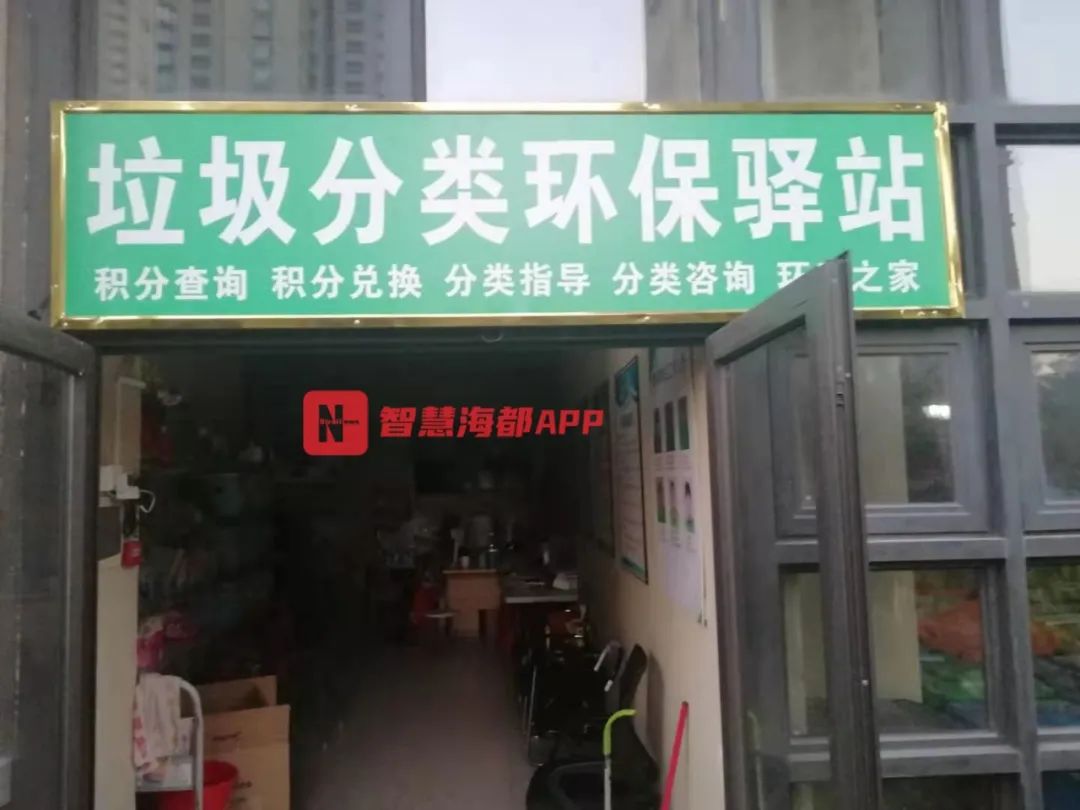 垃圾分类环保驿站
积分查询 积分兑换 分类指导 分类咨询 环 之家
智慧海都APP